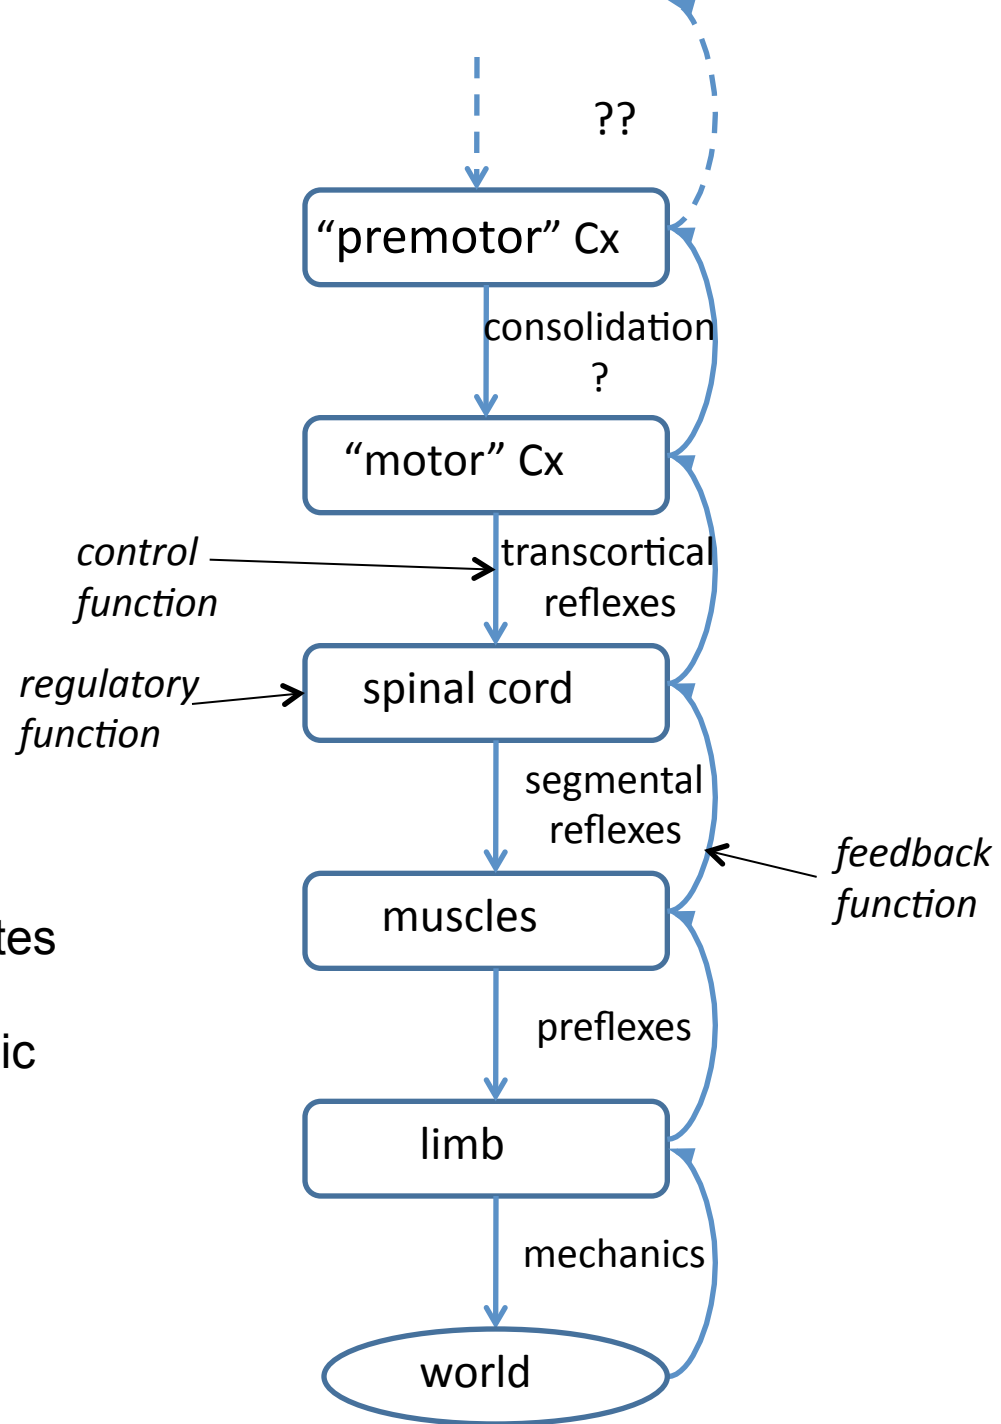 ??
“premotor” Cx
consolidation
?
“motor” Cx
control
function
transcortical
reflexes
regulatory
function
spinal cord
segmental
reflexes
feedback
function
muscles
tes
preflexes
ic
limb
mechanics
world